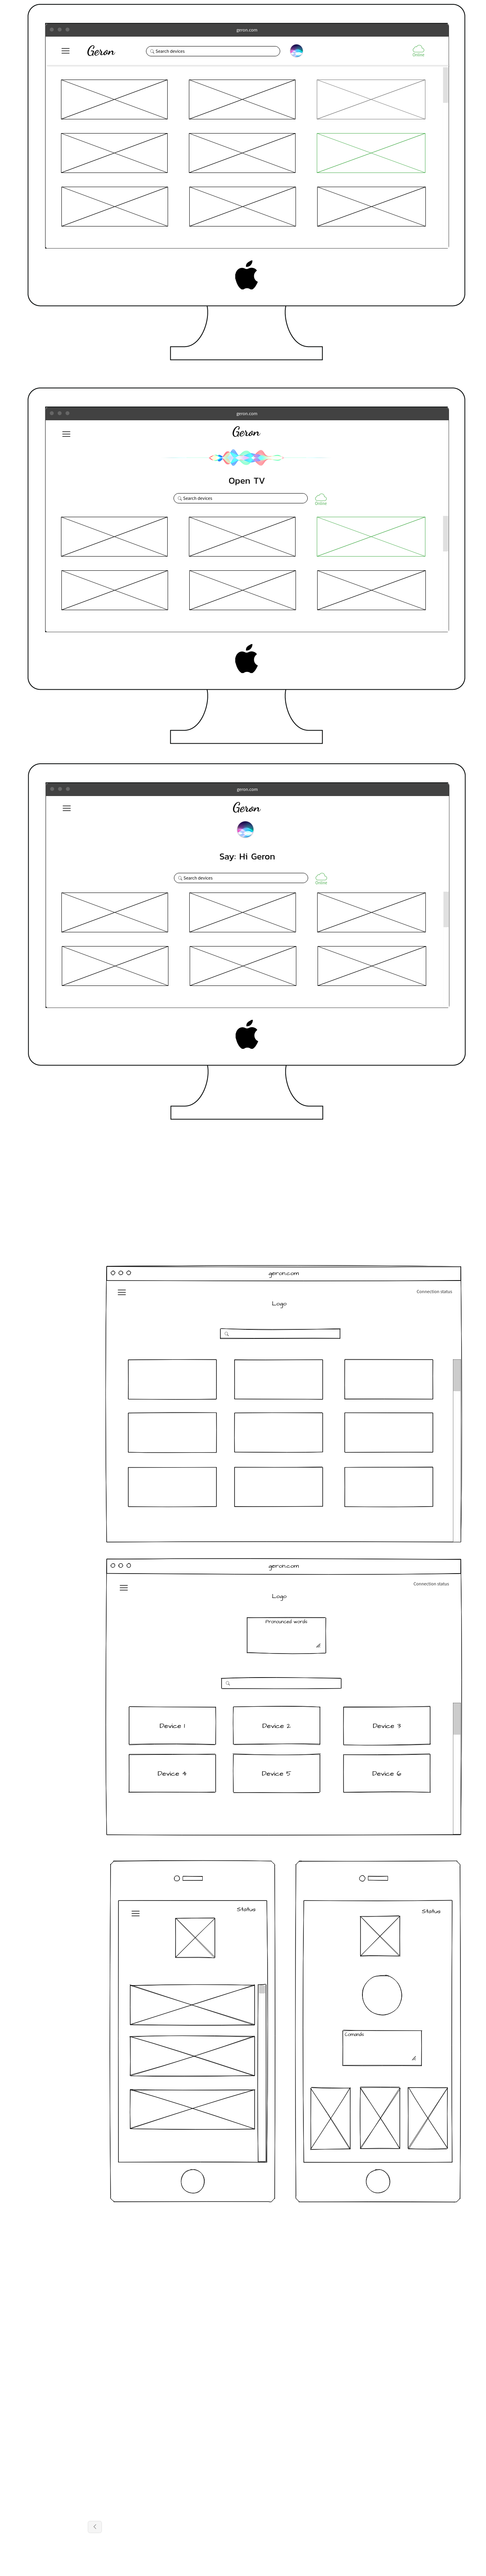 geron.com
Geron
Search devices
Online
geron.com
Geron
Open TV
Search devices
Online
geron.com
Geron
Say: Hi Geron
Search devices
Online
geron.com
Connection status
Logo
geron.com
Connection status
Logo
Pronounced words
Device 1
Device 2
Device 3
Device 4
Device 5
Device 6
Status
Status
Comands